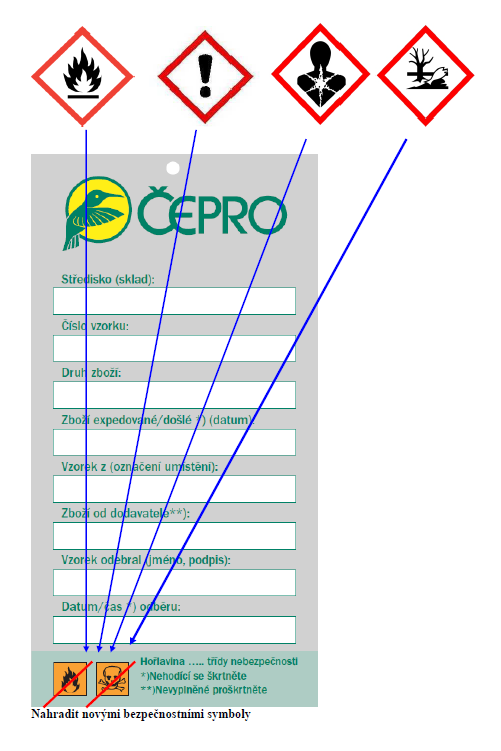 ČEPRO
Středisko (sklad):
Číslo vzorku:
Druh zboží:
Zboží expedované/došlé *) (datum):
Vzorek z (označení umístění):
Zboží od dodavatele**):
Vzorek odebral (jméno, podpis):
Datum/čas *) odběru:
Hořlavina ..... třídy nebezpečnosti
*)Nehodící se škrtněte
**)Nevyplněné proškrtněte
Nahradit novými bezpečnostními symboly